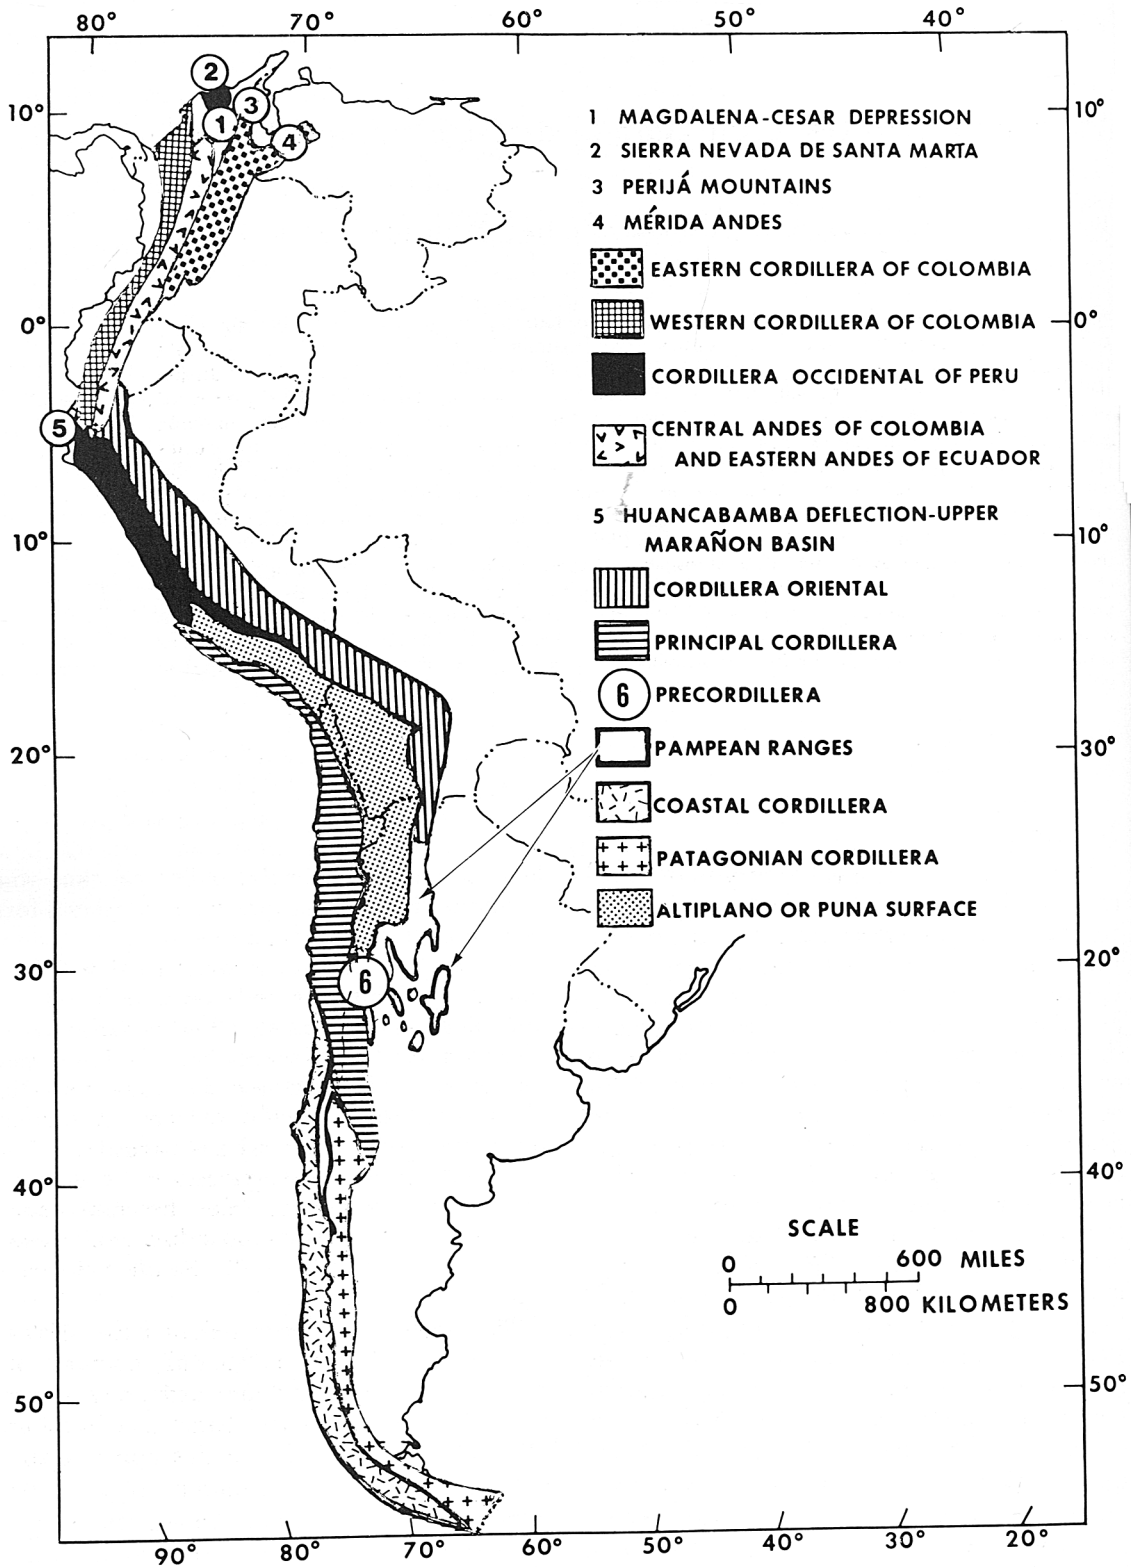 80° 70° 60° 50° 40°
2
3
1
4
10°
10°
1 MAGDALENA-CESAR DEPRESSION
2 SIERRA NEVADA DE SANTA MARTA
3 PERIJÁ MOUNTAINS
4 MÉRIDA ANDES
EASTERN CORDILLERA OF COLOMBIA
0°
WESTERN CORDILLERA OF COLOMBIA
0°
CORDILLERA OCCIDENTAL OF PERU
5
CENTRAL ANDES OF COLOMBIA
AND EASTERN ANDES OF ECUADOR
5 HUANCABAMBA DEFLECTION-UPPER
MARAÑON BASIN
10°
10°
CORDILLERA ORIENTAL
PRINCIPAL CORDILLERA
6 PRECORDILLERA
20°
PAMPEAN RANGES
30°
COASTAL CORDILLERA
PATAGONIAN CORDILLERA
ALTIPLANO OR PUNA SURFACE
30°
6
20°
40°
40°
SCALE
0 600 MILES
0 800 KILOMETERS
50°
50°
90° 80° 70° 60° 50° 40° 30° 20°